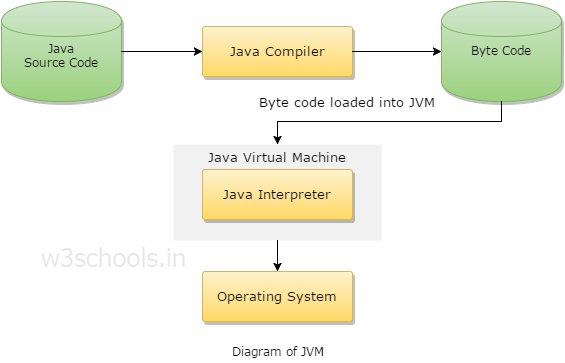 Java
Source Code
Java Compiler
Byte Code
Byte code loaded into JVM
Java Virtual Machine
Java Interpreter
w3schools.in
Operating System
Diagram of JVM